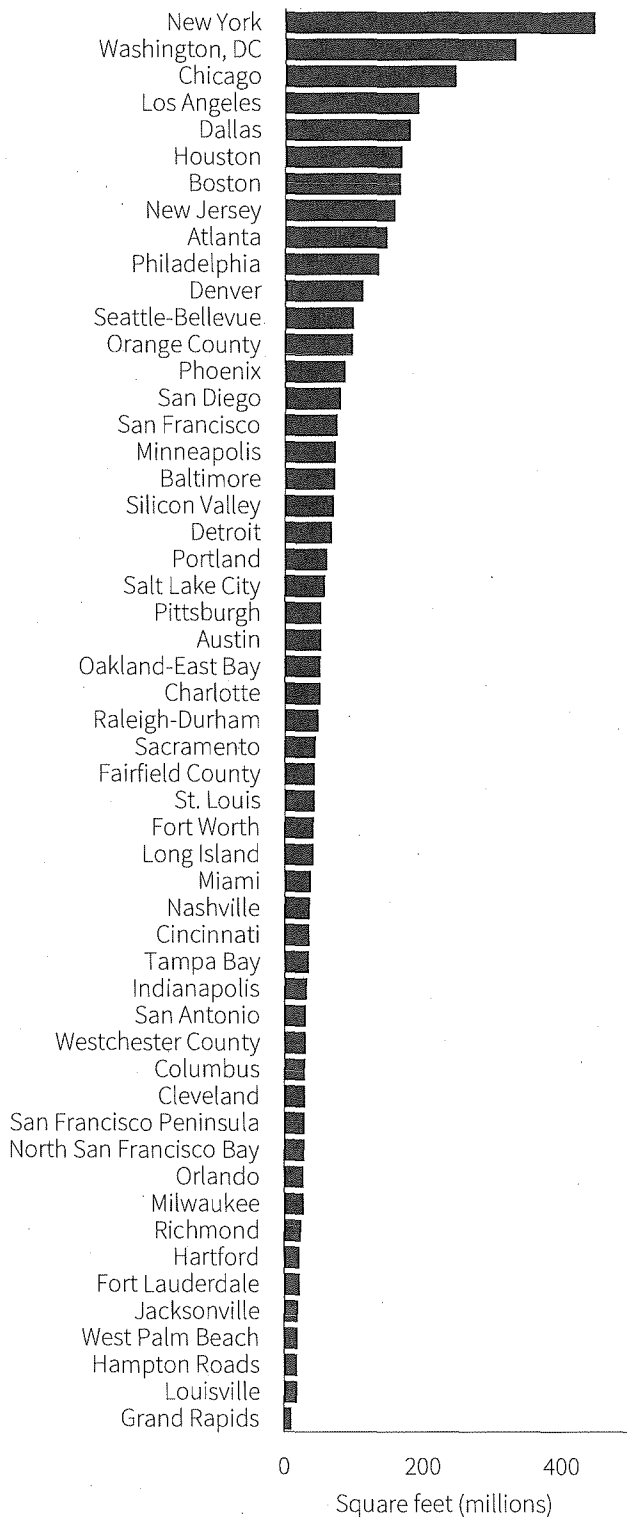 New York
Washington, DC
Chicago
Los Angeles
Dallas
Houston
Boston
New Jersey
Atlanta
Philadelphia
Denver
Seattle-Bellevue
Orange County
Phoenix
San Diego
San Francisco
Minneapolis
Baltimore
Silicon Valley
Detroit
Portland
Salt Lake City
Pittsburgh
Austin
Oakland-East Bay
Charlotte
Raleigh-Durham
Sacramento
Fairfield County
St. Louis
Fort Worth
Long Island
Miami
Nashville
Cincinnati
Tampa Bay
Indianapolis
San Antonio
Westchester County
Columbus
Cleveland
San Francisco Peninsula
North San Francisco Bay
Orlando
Milwaukee
Richmond
Hartford
Fort Lauderdale
Jacksonville
West Palm Beach
Hampton Roads
Louisville
Grand Rapids
0 200 400
Square feet (millions)